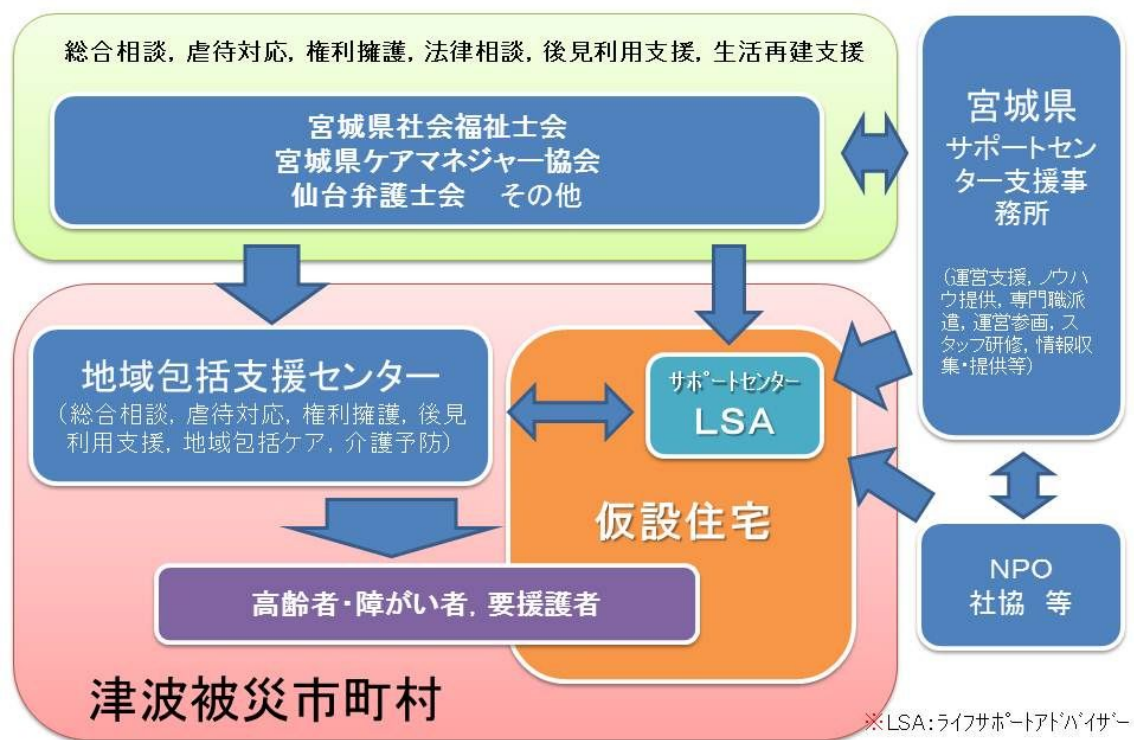 総合相談, 虐待対応, 権利擁護, 法律相談, 後見利用支援, 生活再建支援
宮城県社会福祉士会
宮城県ケアマネジャー協会
仙台弁護士会　その他
宮城県
サポートセン
ター支援事
務所
(運営支援, ノウハ
ウ提供, 専門職派
遣, 運営参画, ス
タッフ研修, 情報収
集・提供等)
地域包括支援センター
(総合相談, 虐待対応, 権利擁護, 後見
利用支援, 地域包括ケア, 介護予防)
サポートセンター
LSA
仮設住宅
高齢者・障がい者, 要援護者
NPO
社協　等
津波被災市町村
※LSA:ライフサポートアドバイザー